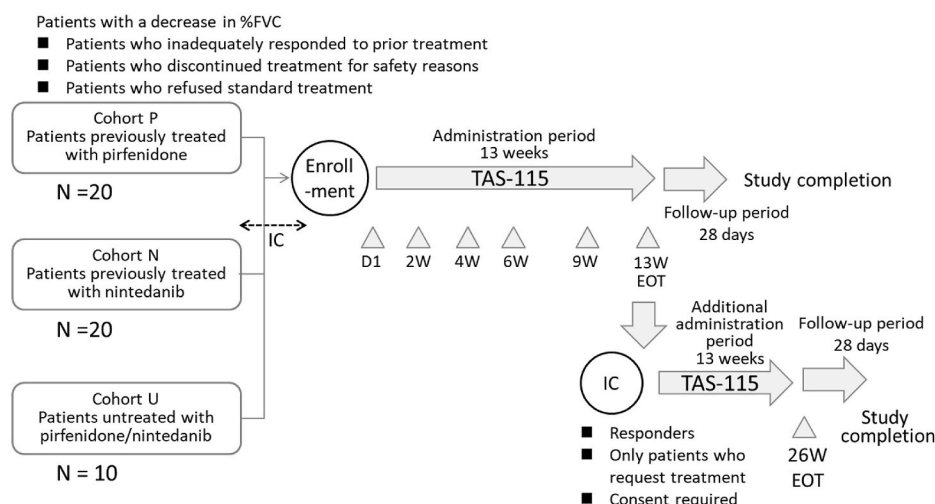 Patients with a decrease in %FVC
■ Patients who inadequately responded to prior treatment
■ Patients who discontinued treatment for safety reasons
■ Patients who refused standard treatment
Cohort P
Patients previously treated
with pirfenidone
N =20
Cohort N
Patients previously treated
with nintedanib
N =20
Cohort U
Patients untreated with
pirfenidone/nintedanib
N = 10
IC
Enroll
-ment
Administration period
13 weeks
TAS-115
Study completion
Follow-up period
28 days
D1
2W
4W
6W
9W
13W
EOT
Additional
administration
period
13 weeks
Follow-up period
28 days
IC
TAS-115
Study
completion
■ Responders
■ Only patients who
request treatment
■ Consent required
26W
EOT